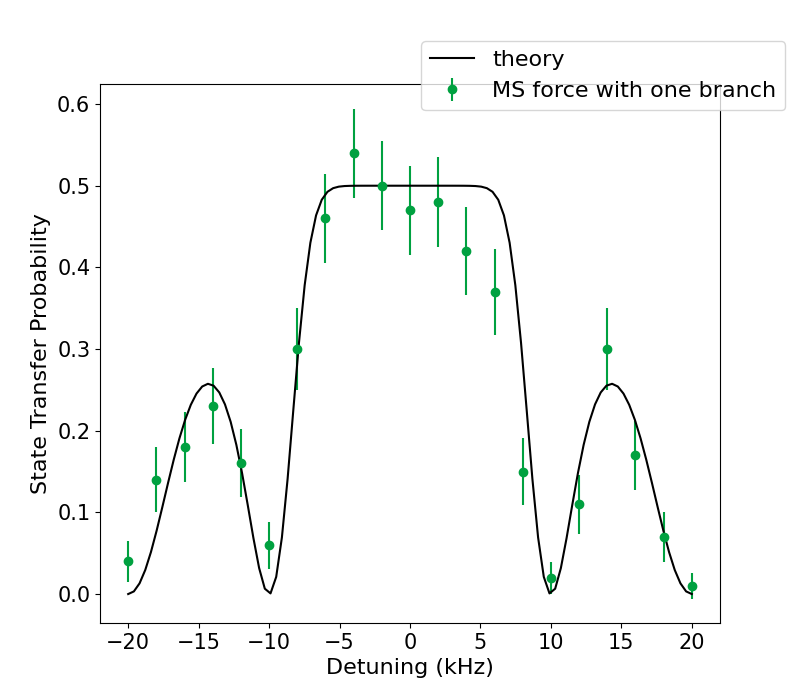 theory
MS force with one branch
State Transfer Probability
0.6
0.5
0.4
0.3
0.2
0.1
0.0
−20 −15 −10 −5 0 5 10 15 20
Detuning (kHz)